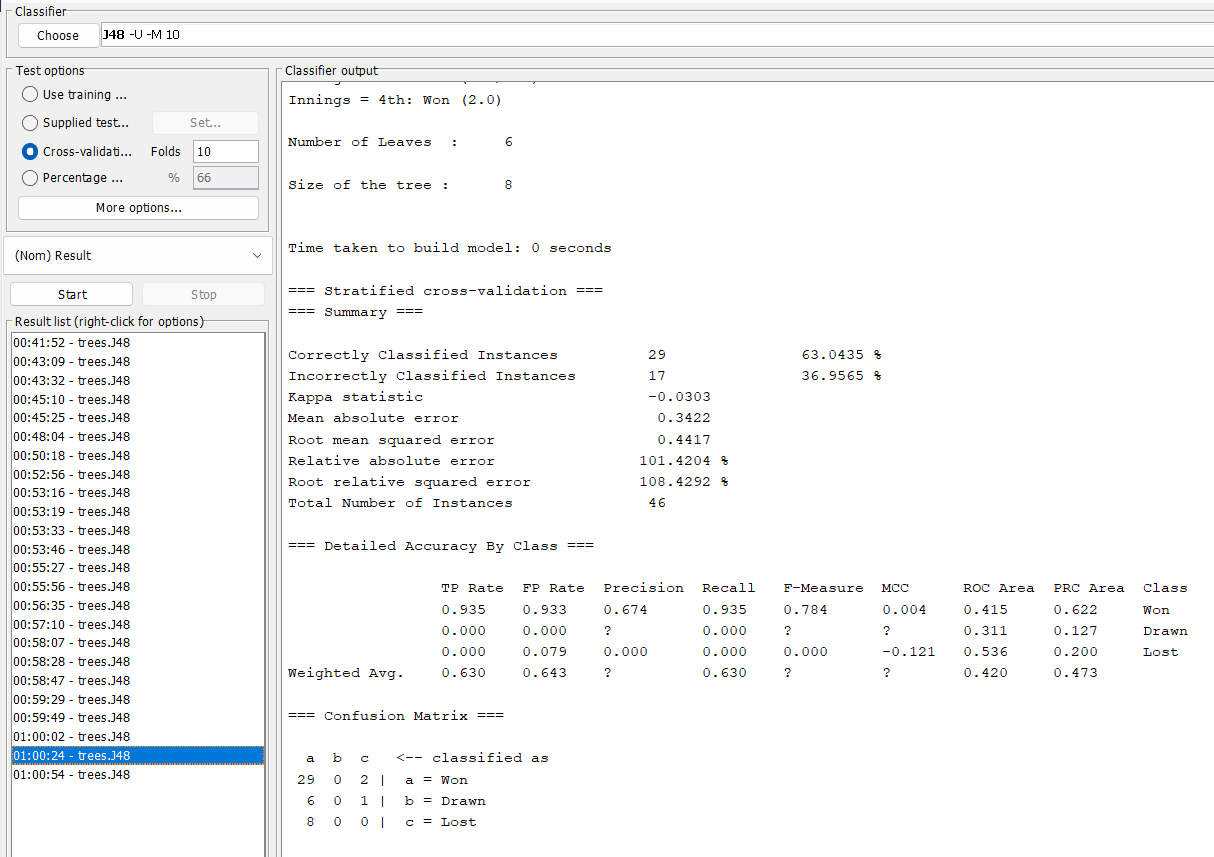 Classifier
Choose J48 -U -M 10
Test options
Use training ...
Supplied test... Set...
Cross-validati... Folds 10
Percentage ... % 66
More options...
(Nom) Result
Start Stop
Result list (right-click for options)
00:41:52 - trees.J48
00:43:09 - trees.J48
00:43:32 - trees.J48
00:45:10 - trees.J48
00:45:25 - trees.J48
00:48:04 - trees.J48
00:50:18 - trees.J48
00:52:56 - trees.J48
00:53:16 - trees.J48
00:53:19 - trees.J48
00:53:33 - trees.J48
00:53:46 - trees.J48
00:55:27 - trees.J48
00:55:56 - trees.J48
00:56:35 - trees.J48
00:57:10 - trees.J48
00:58:07 - trees.J48
00:58:28 - trees.J48
00:58:47 - trees.J48
00:59:29 - trees.J48
00:59:49 - trees.J48
01:00:02 - trees.J48
01:00:24 - trees.J48
01:00:54 - trees.J48
Classifier output
Innings = 4th: Won (2.0)
Number of Leaves : 6
Size of the tree : 8
Time taken to build model: 0 seconds
=== Stratified cross-validation ===
=== Summary ===
Correctly Classified Instances 29 63.0435 %
Incorrectly Classified Instances 17 36.9565 %
Kappa statistic -0.0303
Mean absolute error 0.3422
Root mean squared error 0.4417
Relative absolute error 101.4204 %
Root relative squared error 108.4292 %
Total Number of Instances 46
=== Detailed Accuracy By Class ===
TP Rate FP Rate Precision Recall F-Measure MCC ROC Area PRC Area Class
0.935 0.933 0.674 0.935 0.784 0.004 0.415 0.622 Won
0.000 0.000 ? 0.000 ? ? 0.311 0.127 Drawn
0.000 0.079 0.000 0.000 0.000 -0.121 0.536 0.200 Lost
Weighted Avg. 0.630 0.643 ? 0.630 ? ? 0.420 0.473
=== Confusion Matrix ===
a b c <-- classified as
29 0 2 | a = Won
6 0 1 | b = Drawn
8 0 0 | c = Lost